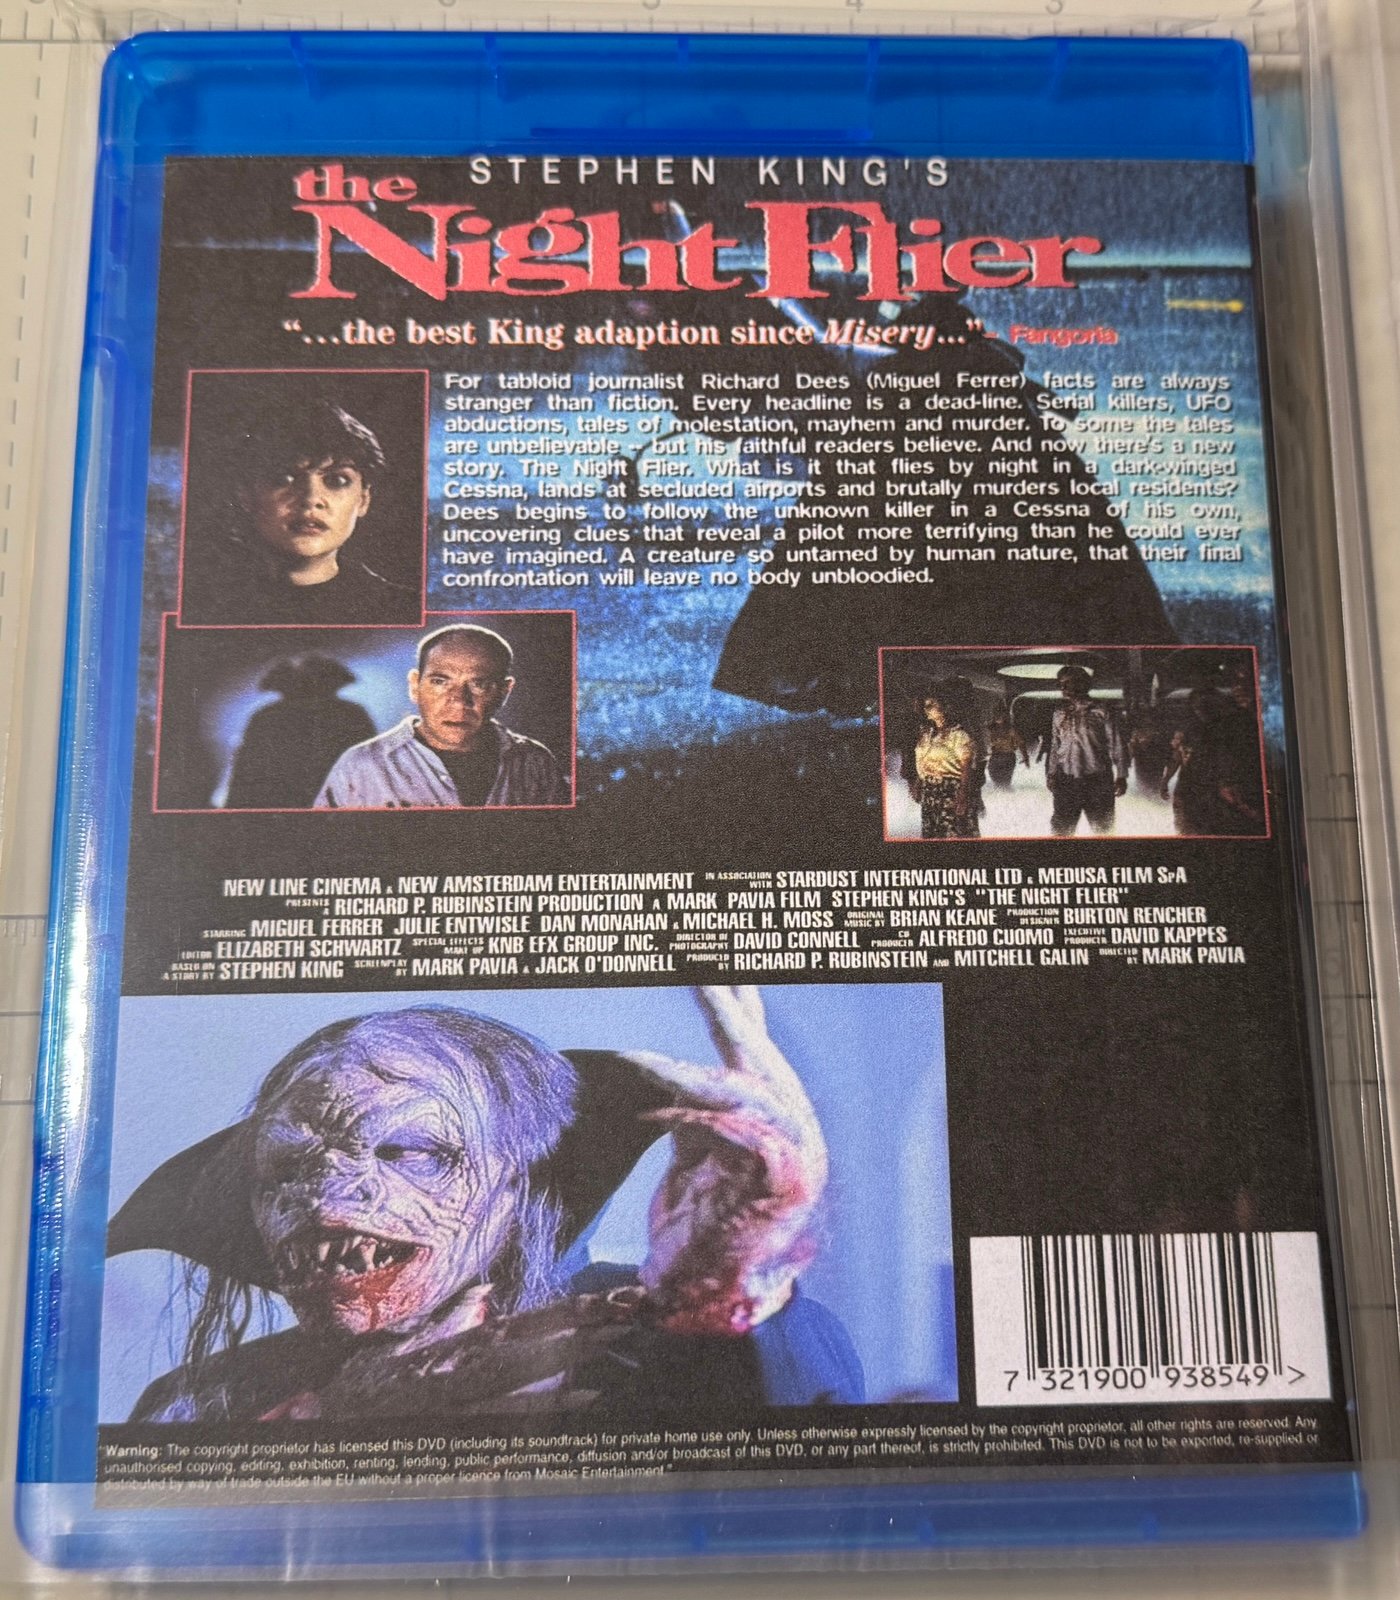 STEPHEN KING'S
the
Night Flier
"...the best King adaption since Misery..." - Fangoria
For tabloid journalist Richard Dees (Miguel Ferrer) facts are always
stranger than fiction. Every headline is a dead-line. Serial killers, UFO
abductions, tales of molestation, mayhem and murder. To some the tales
are unbelievable - but his faithful readers believe. And now there's a new
story. The Night Flier. What is it that flies by night in a dark-winged
Cessna, lands at secluded airports and brutally murders local residents?
Dees begins to follow the unknown killer in a Cessna of his own,
uncovering clues that reveal a pilot more terrifying than he could ever
have imagined. A creature so untamed by human nature, that their final
confrontation will leave no body unbloodied.
NEW LINE CINEMA & NEW AMSTERDAM ENTERTAINMENT IN ASSOCIATION WITH STARDUST INTERNATIONAL LTD & MEDUSA FILM SpA
PRESENTS A RICHARD P. RUBINSTEIN PRODUCTION A MARK PAVIA FILM STEPHEN KING'S "THE NIGHT FLIER"
STARRING MIGUEL FERRER JULIE ENTWISLE DAN MONAHAN & MICHAEL H. MOSS ORIGINAL MUSIC BY BRIAN KEANE PRODUCTION DESIGNER BURTON RENCHER
EDITOR ELIZABETH SCHWARTZ SPECIAL EFFECTS MAKE UP KNB EFX GROUP INC. DIRECTOR OF PHOTOGRAPHY DAVID CONNELL CO PRODUCER ALFREDO CUOMO EXECUTIVE PRODUCER DAVID KAPPES
BASED ON A STORY BY STEPHEN KING SCREENPLAY BY MARK PAVIA & JACK O'DONNELL PRODUCED BY RICHARD P. RUBINSTEIN AND MITCHELL GALIN DIRECTED BY MARK PAVIA
7 321900 938549 >
"Warning: The copyright proprietor has licensed this DVD (including its soundtrack) for private home use only. Unless otherwise expressly licensed by the copyright proprietor, all other rights are reserved. Any
unauthorised copying, editing, exhibition, renting, lending, public performance, diffusion and/or broadcast of this DVD, or any part thereof, is strictly prohibited. This DVD is not to be exported, re-supplied or
distributed by way of trade outside the EU without a proper licence from Mosaic Entertainment"